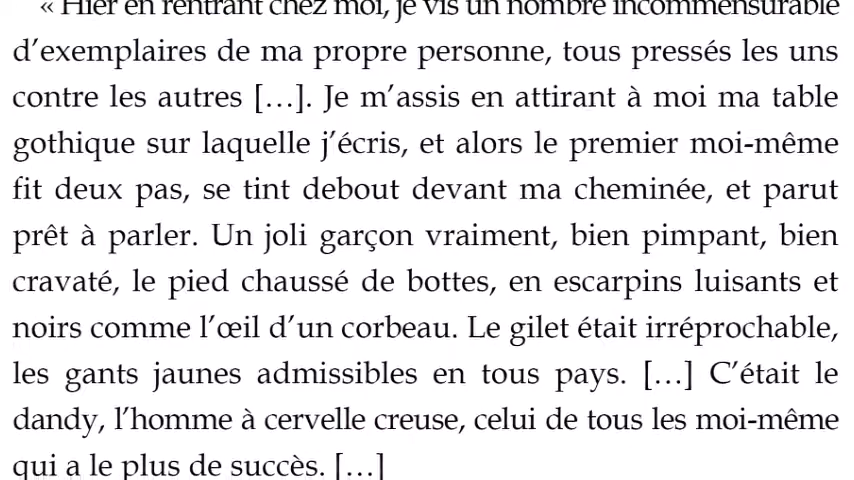 « Hier en rentrant chez moi, je vis un nombre incommensurable
d’exemplaires de ma propre personne, tous pressés les uns
contre les autres […]. Je m’assis en attirant à moi ma table
gothique sur laquelle j’écris, et alors le premier moi-même
fit deux pas, se tint debout devant ma cheminée, et parut
prêt à parler. Un joli garçon vraiment, bien pimpant, bien
cravaté, le pied chaussé de bottes, en escarpins luisants et
noirs comme l’œil d’un corbeau. Le gilet était irréprochable,
les gants jaunes admissibles en tous pays. […] C’était le
dandy, l’homme à cervelle creuse, celui de tous les moi-même
qui a le plus de succès. […]